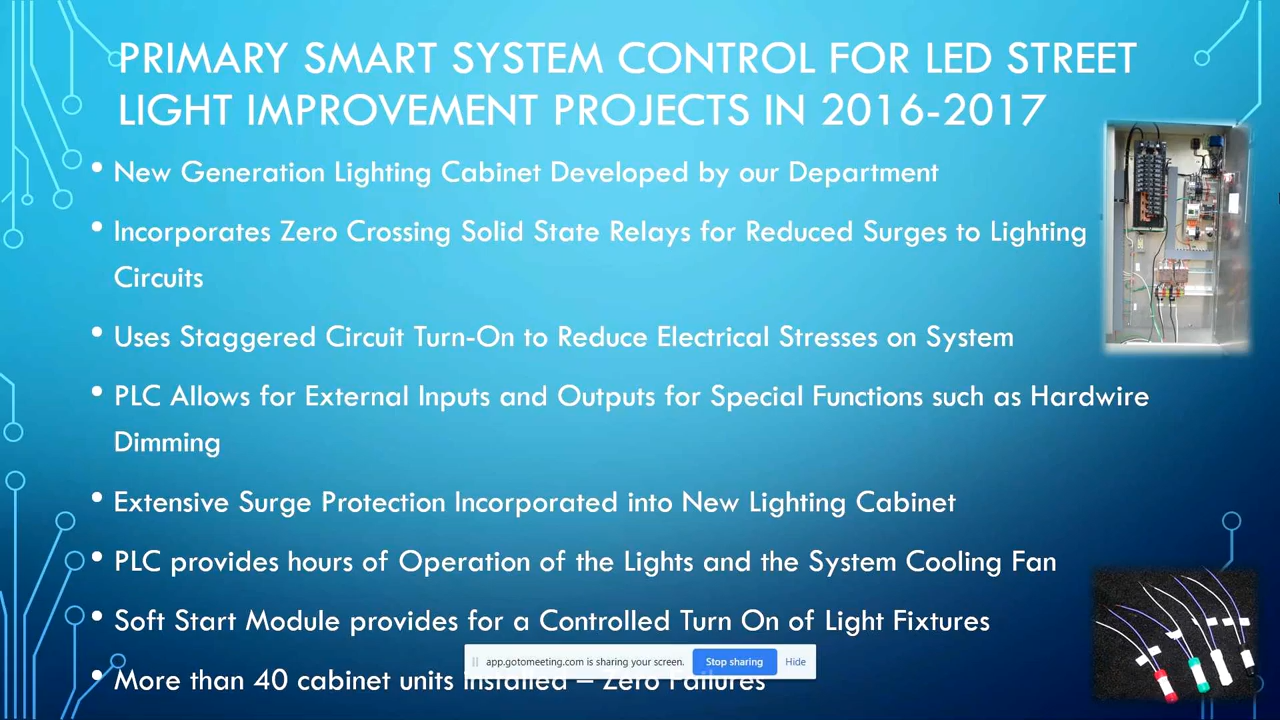 PRIMARY SMART SYSTEM CONTROL FOR LED STREET
LIGHT IMPROVEMENT PROJECTS IN 2016-2017
• New Generation Lighting Cabinet Developed by our Department
• Incorporates Zero Crossing Solid State Relays for Reduced Surges to Lighting
Circuits
• Uses Staggered Circuit Turn-On to Reduce Electrical Stresses on System
• PLC Allows for External Inputs and Outputs for Special Functions such as Hardwire
Dimming
• Extensive Surge Protection Incorporated into New Lighting Cabinet
• PLC provides hours of Operation of the Lights and the System Cooling Fan
• Soft Start Module provides for a Controlled Turn On of Light Fixtures
app.gotomeeting.com is sharing your screen. Stop sharing Hide
• More than 40 cabinet units installed – Zero Failures